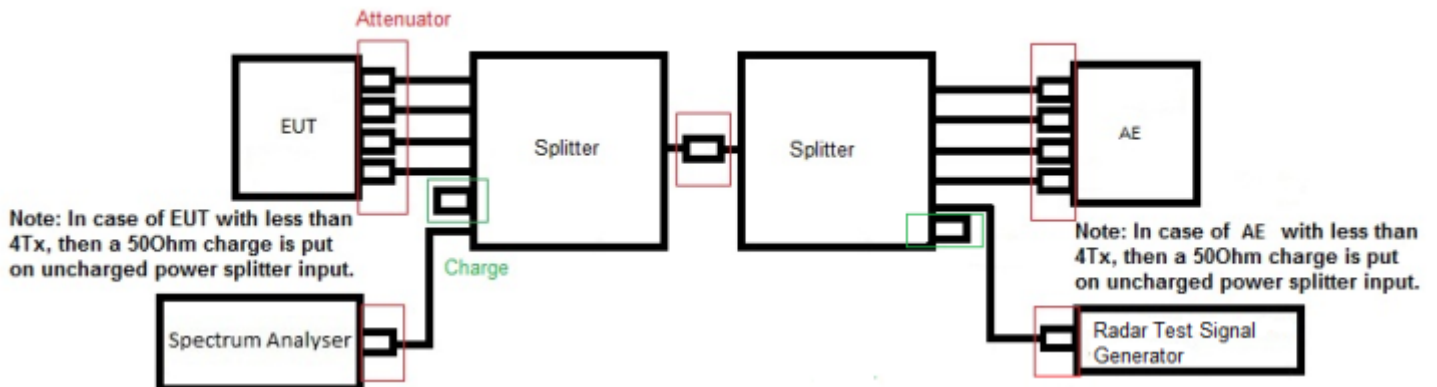 Attenuator
EUT
Splitter
Splitter
AE
Note: In case of EUT with less than
4Tx, then a 50Ohm charge is put
on uncharged power splitter input.
Charge
Note: In case of AE with less than
4Tx, then a 50Ohm charge is put
on uncharged power splitter input.
Spectrum Analyser
Radar Test Signal
Generator